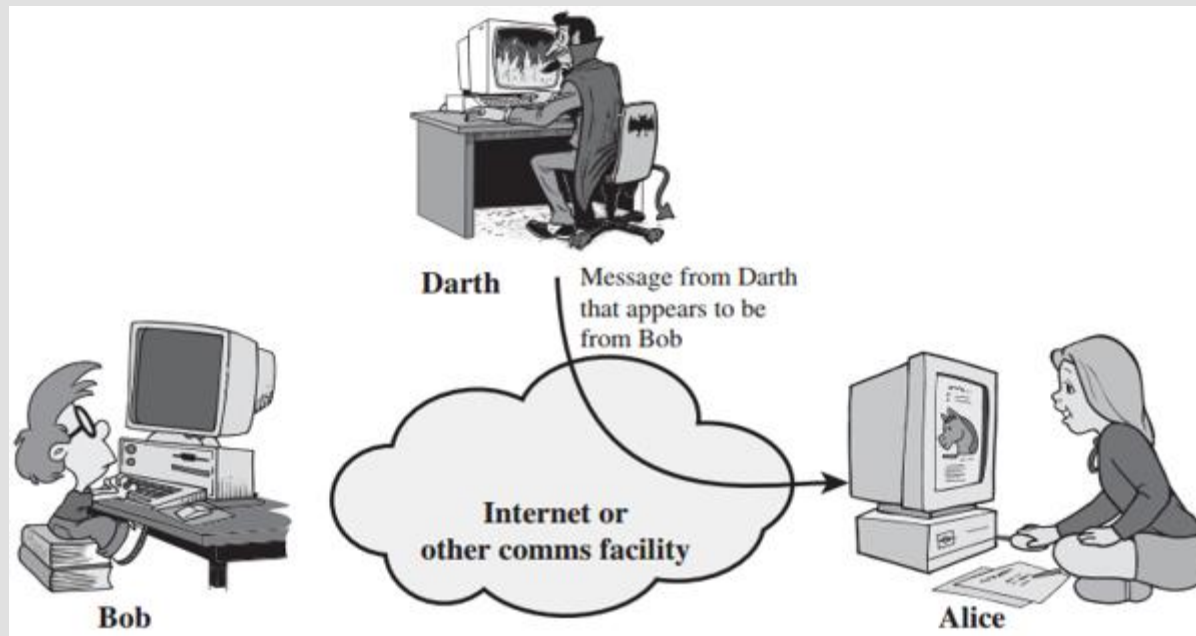 Darth
Message from Darth
that appears to be
from Bob
Internet or
other comms facility
Bob
Alice